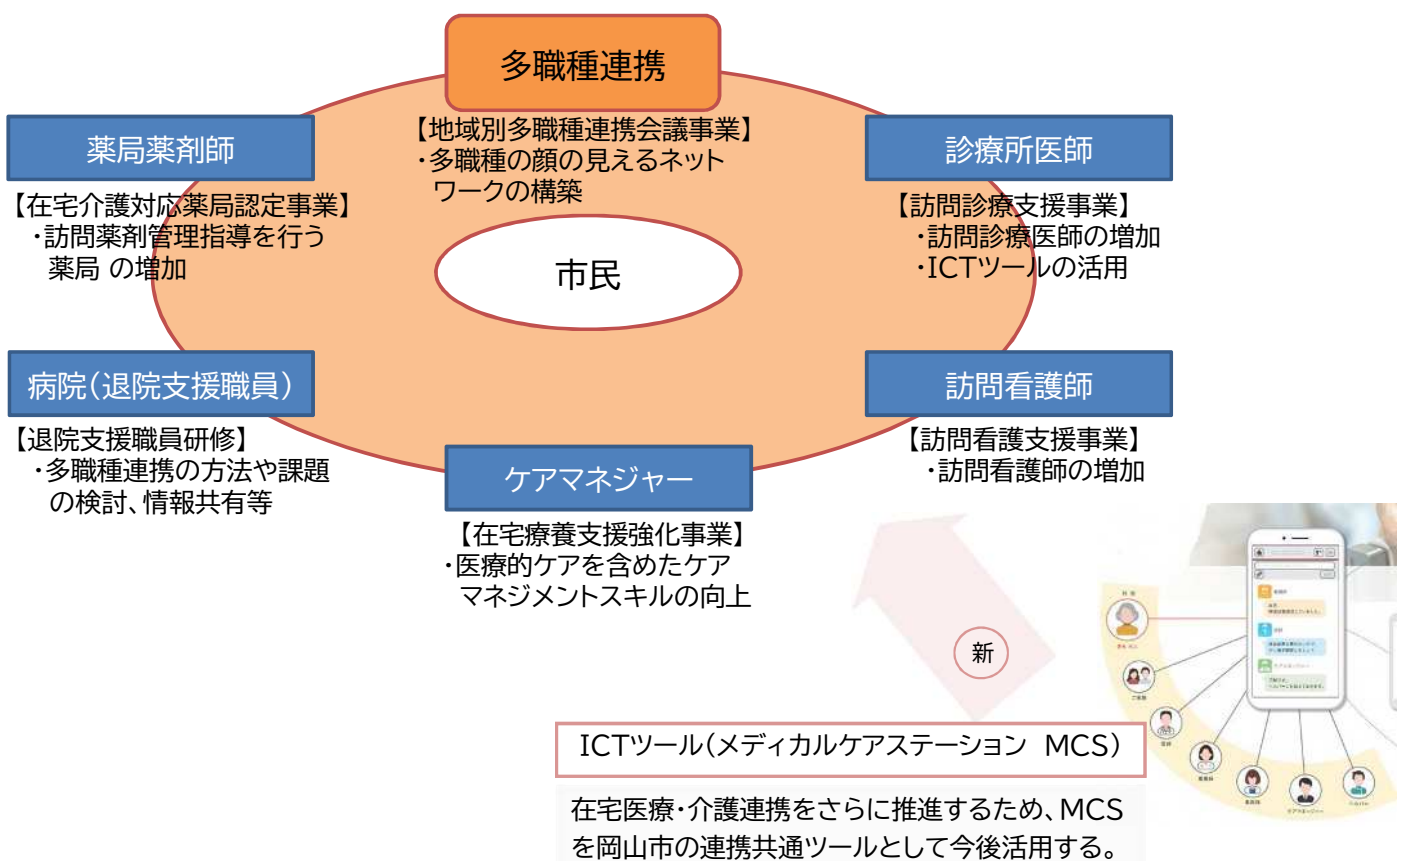 多職種連携
【地域別多職種連携会議事業】
・多職種の顔の見えるネット
ワークの構築
薬局薬剤師
【在宅介護対応薬局認定事業】
・訪問薬剤管理指導を行う
薬局 の増加
診療所医師
【訪問診療支援事業】
・訪問診療医師の増加
・ICTツールの活用
市民
病院(退院支援職員)
【退院支援職員研修】
・多職種連携の方法や課題
の検討、情報共有等
訪問看護師
【訪問看護支援事業】
・訪問看護師の増加
ケアマネジャー
【在宅療養支援強化事業】
・医療的ケアを含めたケア
マネジメントスキルの向上
新
ICTツール(メディカルケアステーション　MCS)
在宅医療・介護連携をさらに推進するため、MCS
を岡山市の連携共通ツールとして今後活用する。